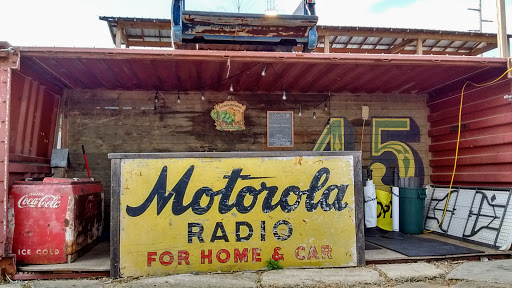 45
Motorola
RADIO
FOR HOME & CAR
Coca-Cola
ICE COLD